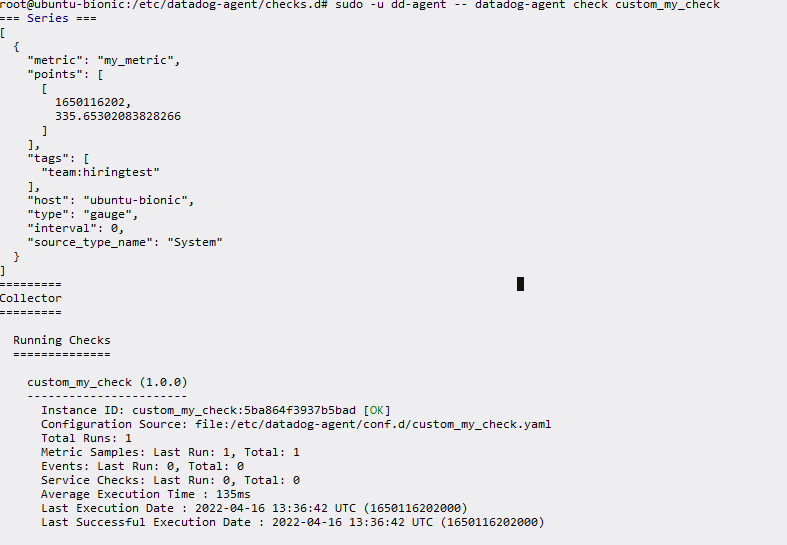 root@ubuntu-bionic:/etc/datadog-agent/checks.d# sudo -u dd-agent -- datadog-agent check custom_my_check
=== Series ===
[
  {
    "metric": "my_metric",
    "points": [
      [
        1650116202,
        335.65302083828266
      ]
    ],
    "tags": [
      "team:hiringtest"
    ],
    "host": "ubuntu-bionic",
    "type": "gauge",
    "interval": 0,
    "source_type_name": "System"
  }
]
=========
Collector
=========

  Running Checks
  ==============

    custom_my_check (1.0.0)
    -----------------------
      Instance ID: custom_my_check:5ba864f3937b5bad [OK]
      Configuration Source: file:/etc/datadog-agent/conf.d/custom_my_check.yaml
      Total Runs: 1
      Metric Samples: Last Run: 1, Total: 1
      Events: Last Run: 0, Total: 0
      Service Checks: Last Run: 0, Total: 0
      Average Execution Time : 135ms
      Last Execution Date : 2022-04-16 13:36:42 UTC (1650116202000)
      Last Successful Execution Date : 2022-04-16 13:36:42 UTC (1650116202000)